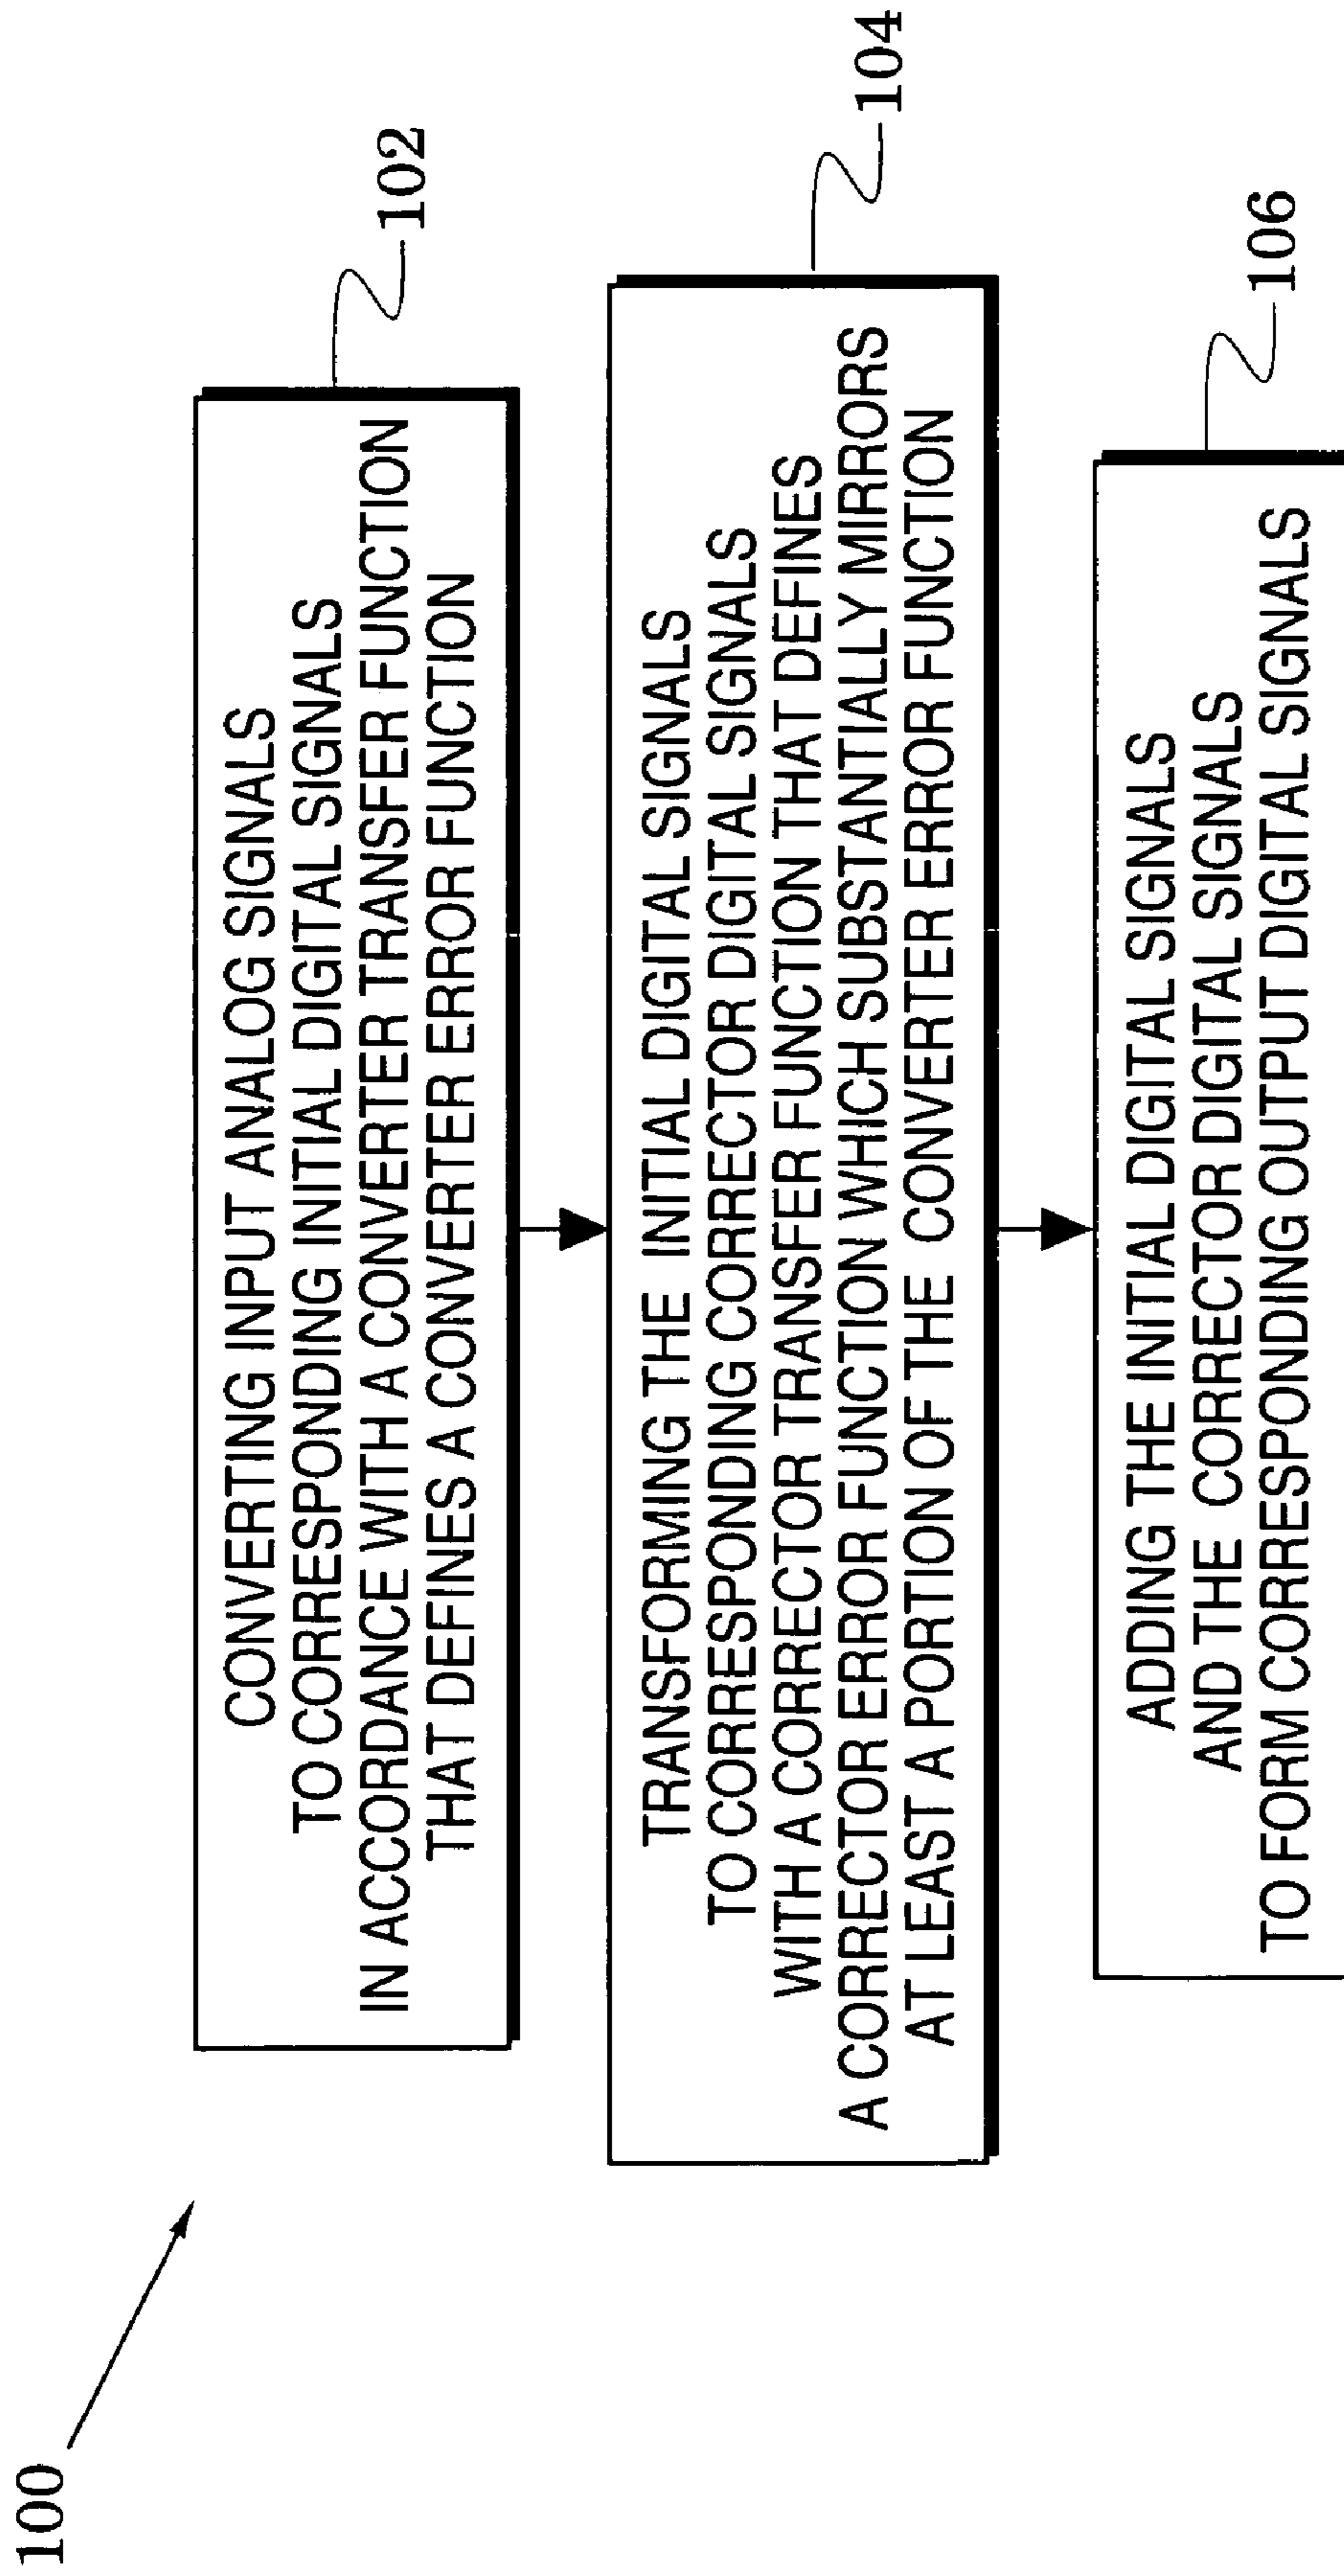 100
CONVERTING INPUT ANALOG SIGNALS
TO CORRESPONDING INITIAL DIGITAL SIGNALS
IN ACCORDANCE WITH A CONVERTER TRANSFER FUNCTION
THAT DEFINES A CONVERTER ERROR FUNCTION
102
TRANSFORMING THE INITIAL DIGITAL SIGNALS
TO CORRESPONDING CORRECTOR DIGITAL SIGNALS
WITH A CORRECTOR TRANSFER FUNCTION THAT DEFINES
A CORRECTOR ERROR FUNCTION WHICH SUBSTANTIALLY MIRRORS
AT LEAST A PORTION OF THE CONVERTER ERROR FUNCTION
104
ADDING THE INITIAL DIGITAL SIGNALS
AND THE CORRECTOR DIGITAL SIGNALS
TO FORM CORRESPONDING OUTPUT DIGITAL SIGNALS
106